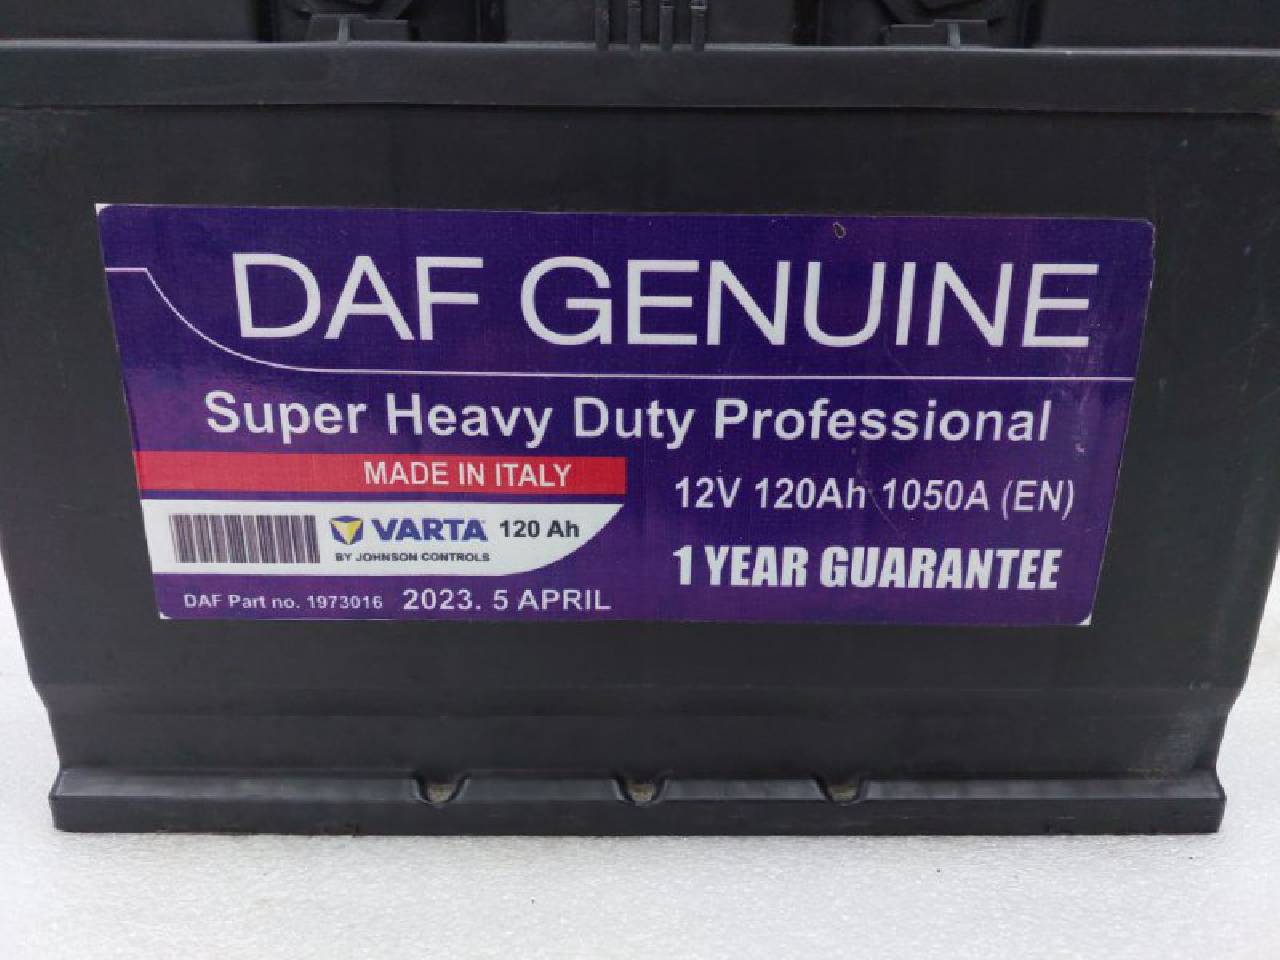 DAF GENUINE
Super Heavy Duty Professional
MADE IN ITALY
12V 120Ah 1050A (EN)
VARTA 120 Ah
BY JOHNSON CONTROLS
1 YEAR GUARANTEE
DAF Part no. 1973016 2023. 5 APRIL